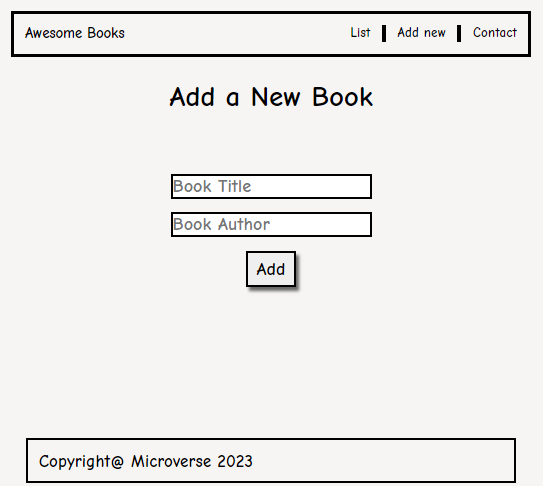 Awesome Books List Add new Contact
Add a New Book
Book Title
Book Author
Add
Copyright@ Microverse 2023